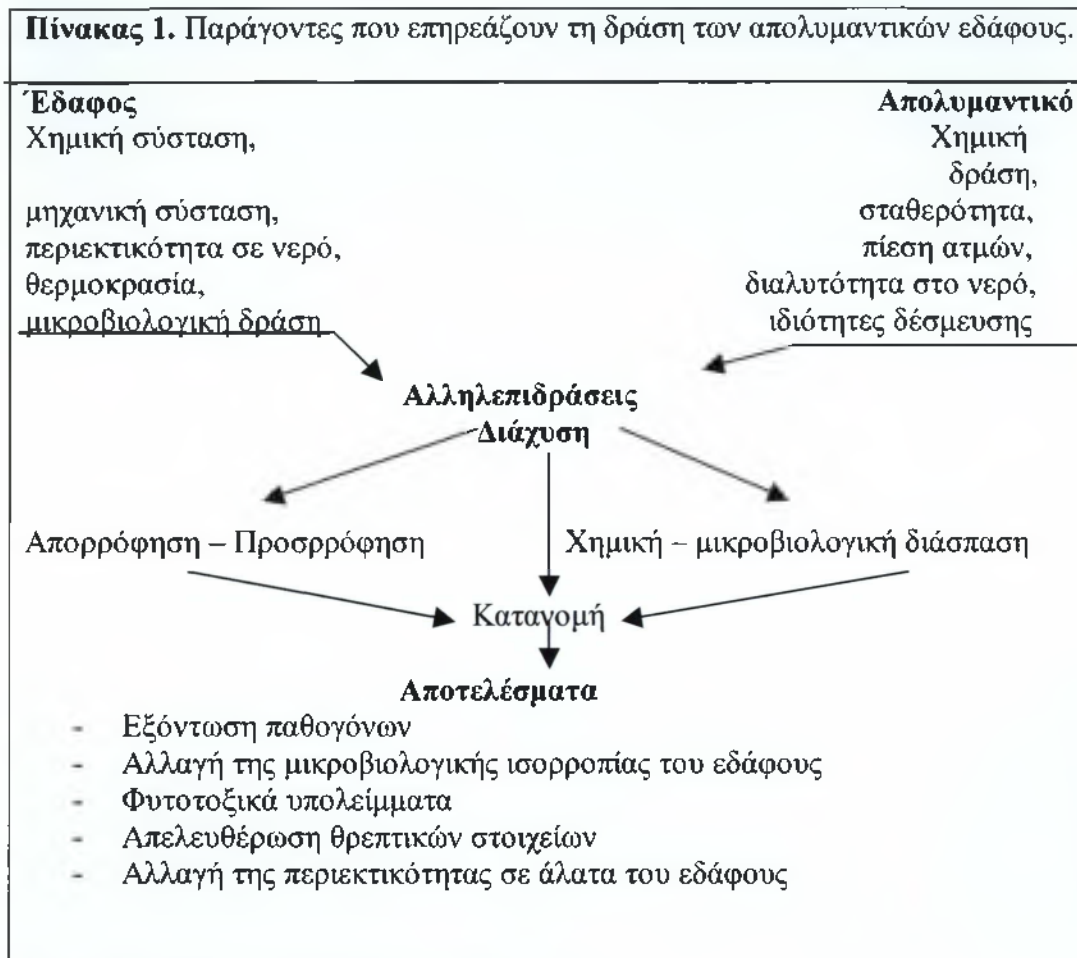 Πίνακας 1. Παράγοντες που επηρεάζουν τη δράση των απολυμαντικών εδάφους.
Έδαφος
Χημική σύσταση,
μηχανική σύσταση,
περιεκτικότητα σε νερό,
θερμοκρασία,
μικροβιολογική δράση
Απολυμαντικό
Χημική
δράση,
σταθερότητα,
πίεση ατμών,
διαλυτότητα στο νερό,
ιδιότητες δέσμευσης
Αλληλεπιδράσεις
Διάχυση
Απορρόφηση – Προσρρόφηση
Χημική – μικροβιολογική διάσπαση
Κατανομή
Αποτελέσματα
- Εξόντωση παθογόνων
- Αλλαγή της μικροβιολογικής ισορροπίας του εδάφους
- Φυτοτοξικά υπολείμματα
- Απελευθέρωση θρεπτικών στοιχείων
- Αλλαγή της περιεκτικότητας σε άλατα του εδάφους